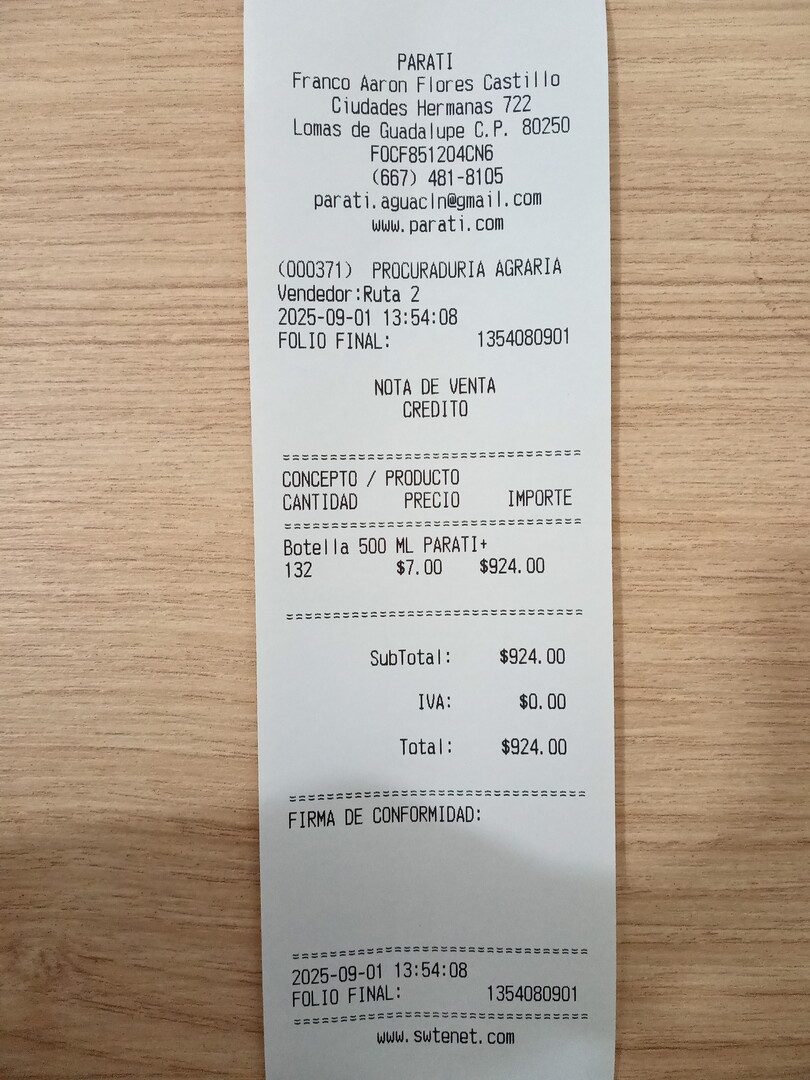 PARATI
Franco Aaron Flores Castillo
Ciudades Hermanas 722
Lomas de Guadalupe C.P. 80250
FOCF851204CN6
(667) 481-8105
parati.aguacln@gmail.com
www.parati.com
(000371) PROCURADURIA AGRARIA
Vendedor:Ruta 2
2025-09-01 13:54:08
FOLIO FINAL: 1354080901
NOTA DE VENTA
CREDITO
================================
CONCEPTO / PRODUCTO
CANTIDAD PRECIO IMPORTE
================================
Botella 500 ML PARATI+
132 $7.00 $924.00
================================
SubTotal: $924.00
IVA: $0.00
Total: $924.00
================================
FIRMA DE CONFORMIDAD:
================================
2025-09-01 13:54:08
FOLIO FINAL: 1354080901
================================
www.swtenet.com